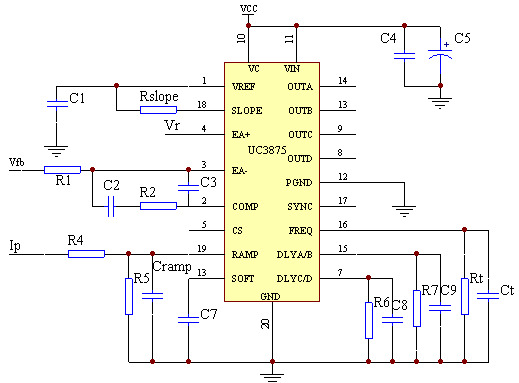 VCC
10
11
C4
C5
VC
VIN
1
VREF
OUTA
14
C1
Rslope
18
SLOPE
OUTB
13
Vr
4
EA+
OUTC
9
UC3875
OUTD
8
Vfb
R1
3
EA-
PGND
12
C2
R2
C3
2
COMP
SYNC
17
5
CS
FREQ
16
Ip
R4
19
RAMP
DLYA/B
15
R5
Cramp
13
SOFT
DLYC/D
7
Rt
Ct
C7
GND
R6
C8
R7
C9
20